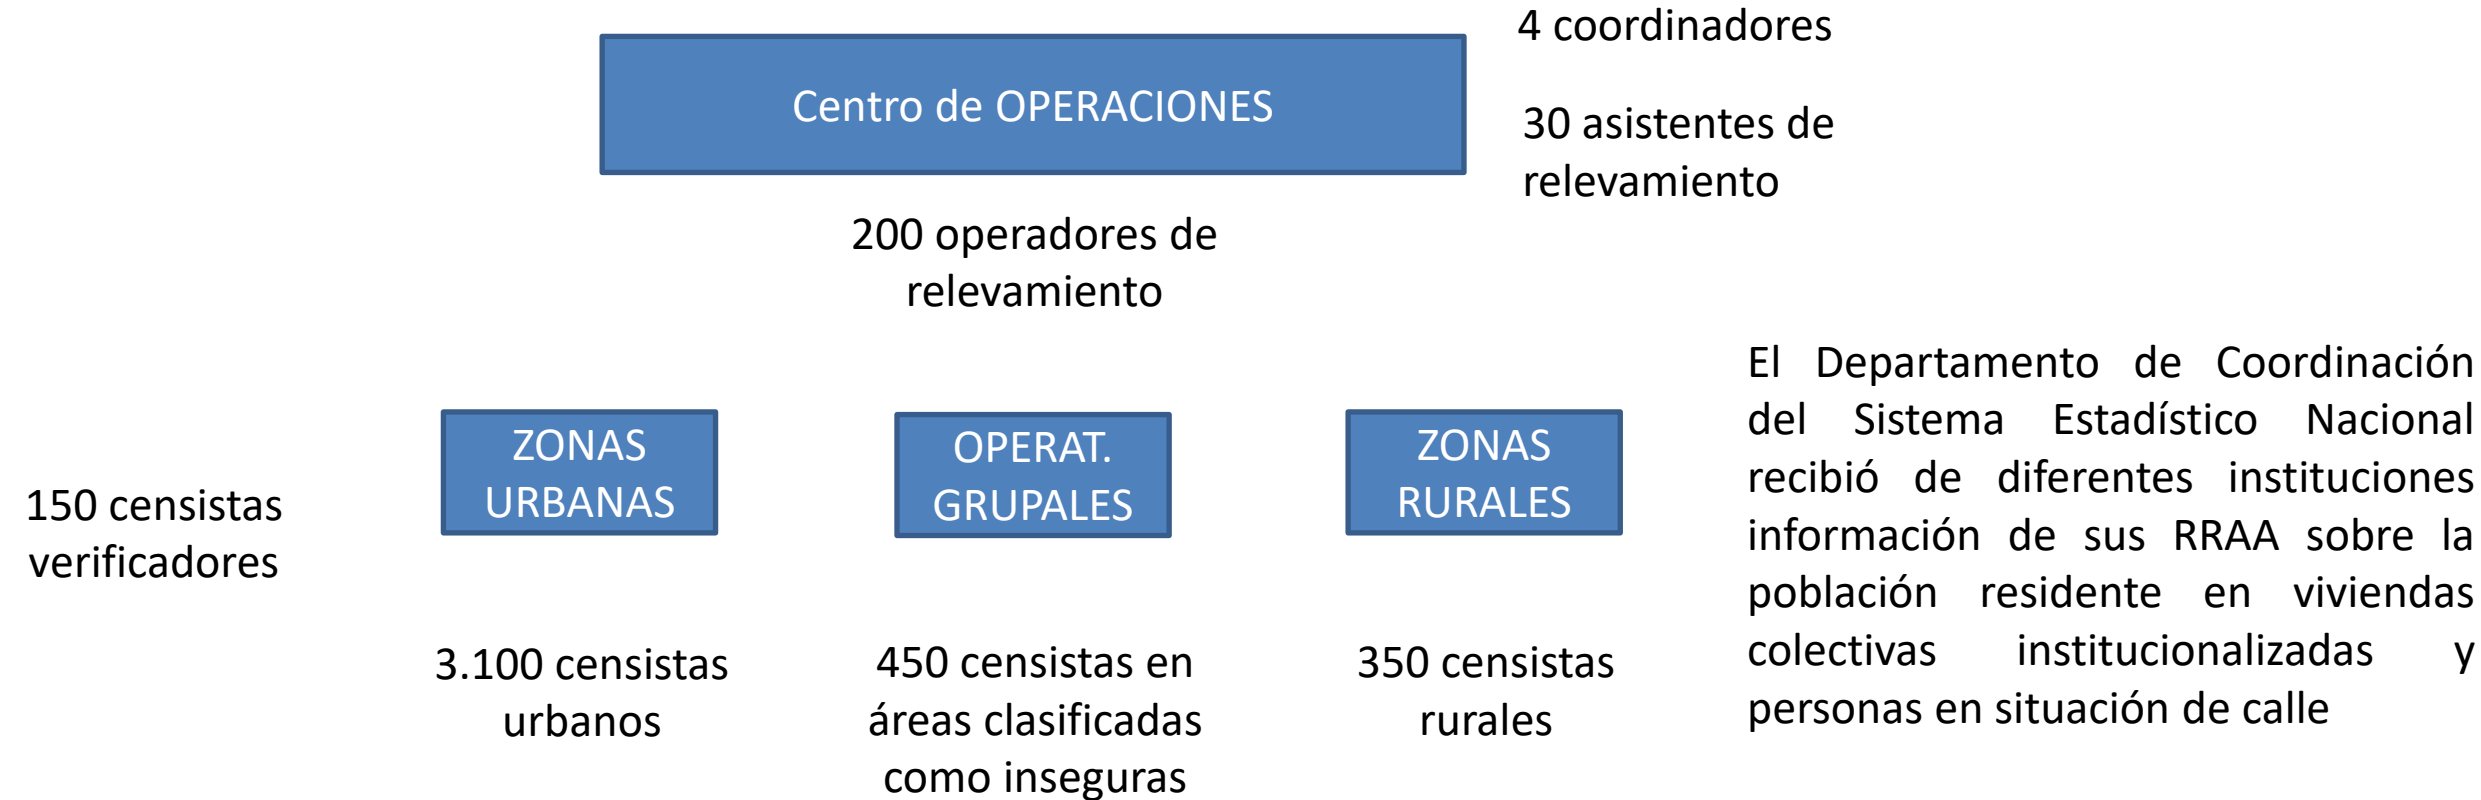 4 coordinadores
Centro de OPERACIONES
30 asistentes de
relevamiento
200 operadores de
relevamiento
150 censistas
verificadores
ZONAS
URBANAS
OPERAT.
GRUPALES
ZONAS
RURALES
3.100 censistas
urbanos
450 censistas en
áreas clasificadas
como inseguras
350 censistas
rurales
El Departamento de Coordinación
del Sistema Estadístico Nacional
recibió de diferentes instituciones
información de sus RRAA sobre la
población residente en viviendas
colectivas institucionalizadas y
personas en situación de calle